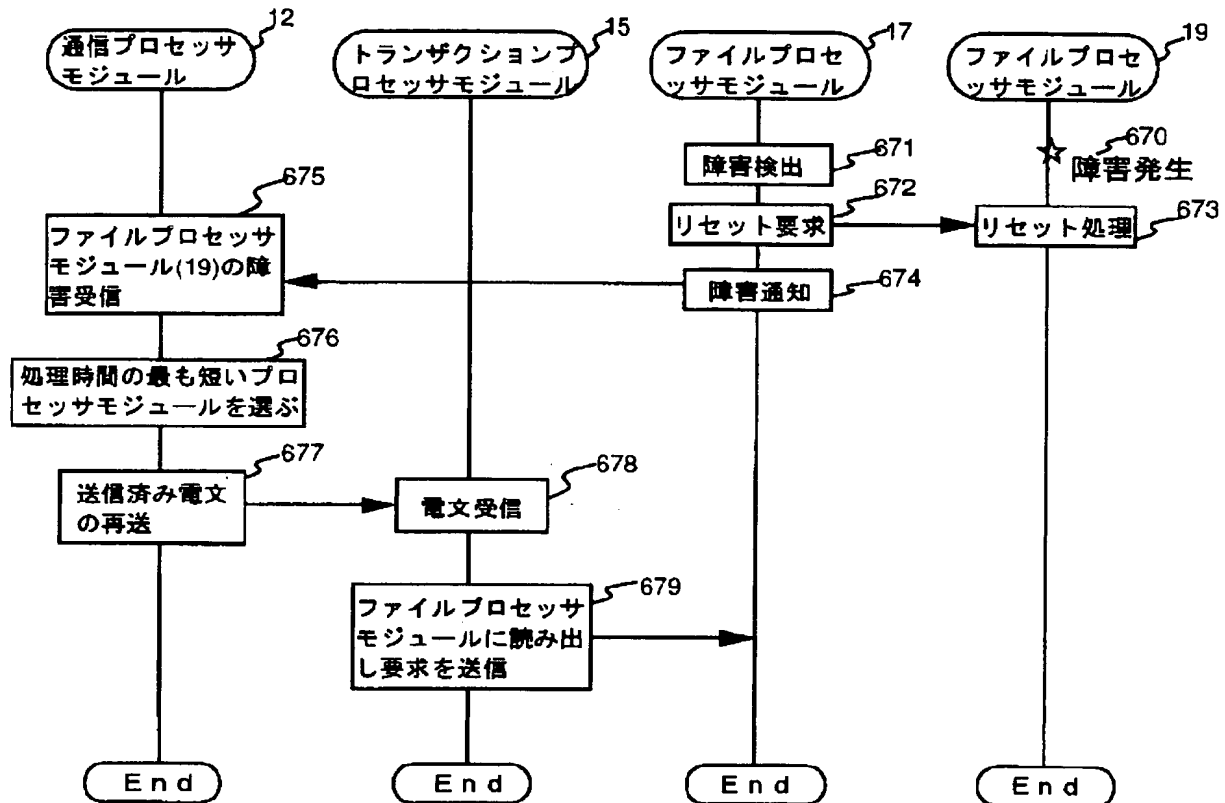 12
通信プロセッサ
モジュール
15
トランザクションプ
ロセッサモジュール
17
ファイルプロセ
ッサモジュール
19
ファイルプロセ
ッサモジュール
670
障害発生
671
障害検出
672
リセット要求
673
リセット処理
674
障害通知
675
ファイルプロセッサ
モジュール(19)の障
害受信
676
処理時間の最も短いプロ
セッサモジュールを選ぶ
677
送信済み電文
の再送
678
電文受信
679
ファイルプロセッサ
モジュールに読み出
し要求を送信
End
End
End
End